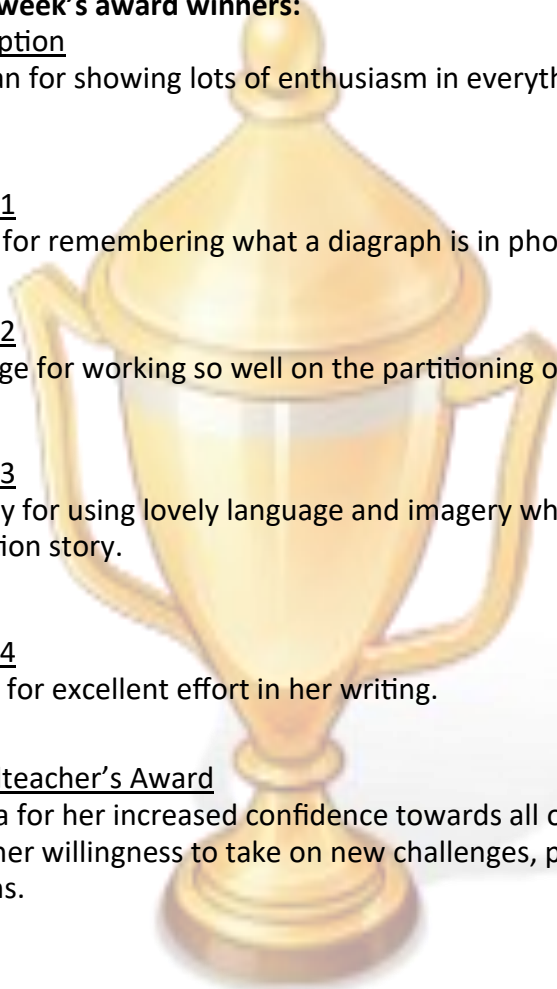 week's award winners:
ption
an for showing lots of enthusiasm in everyth
1
for remembering what a diagraph is in pho
2
ge for working so well on the partitioning o
3
y for using lovely language and imagery wh
tion story.
4
for excellent effort in her writing.
dteacher's Award
a for her increased confidence towards all o
her willingness to take on new challenges, p
ns.